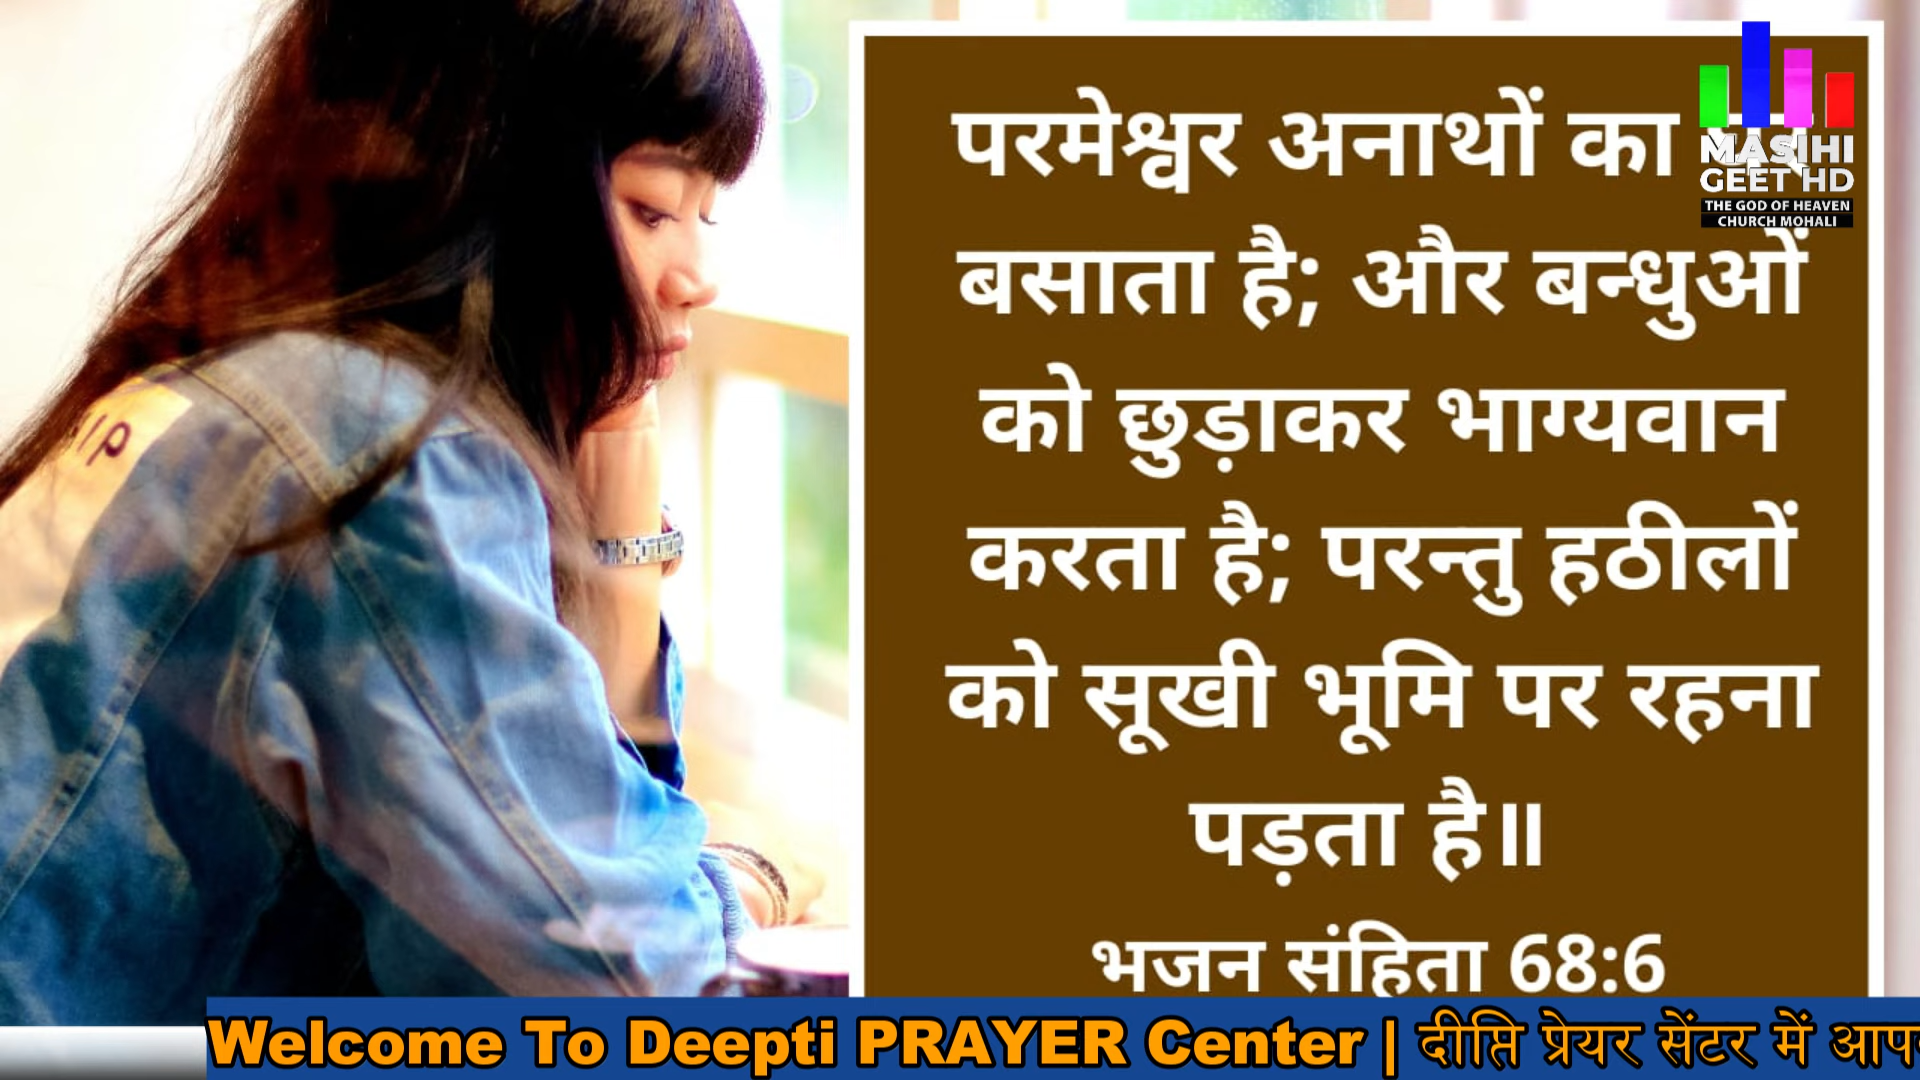 परमेश्वर अनाथों का
बसाता है; और बन्धुओं
को छुड़ाकर भाग्यवान
करता है; परन्तु हठीलों
को सूखी भूमि पर रहना
पड़ता है॥
भजन संहिता 68:6
MASIHI
GEET HD
THE GOD OF HEAVEN
CHURCH MOHALI
Welcome To Deepti PRAYER Center | दीप्ति प्रेयर सेंटर में